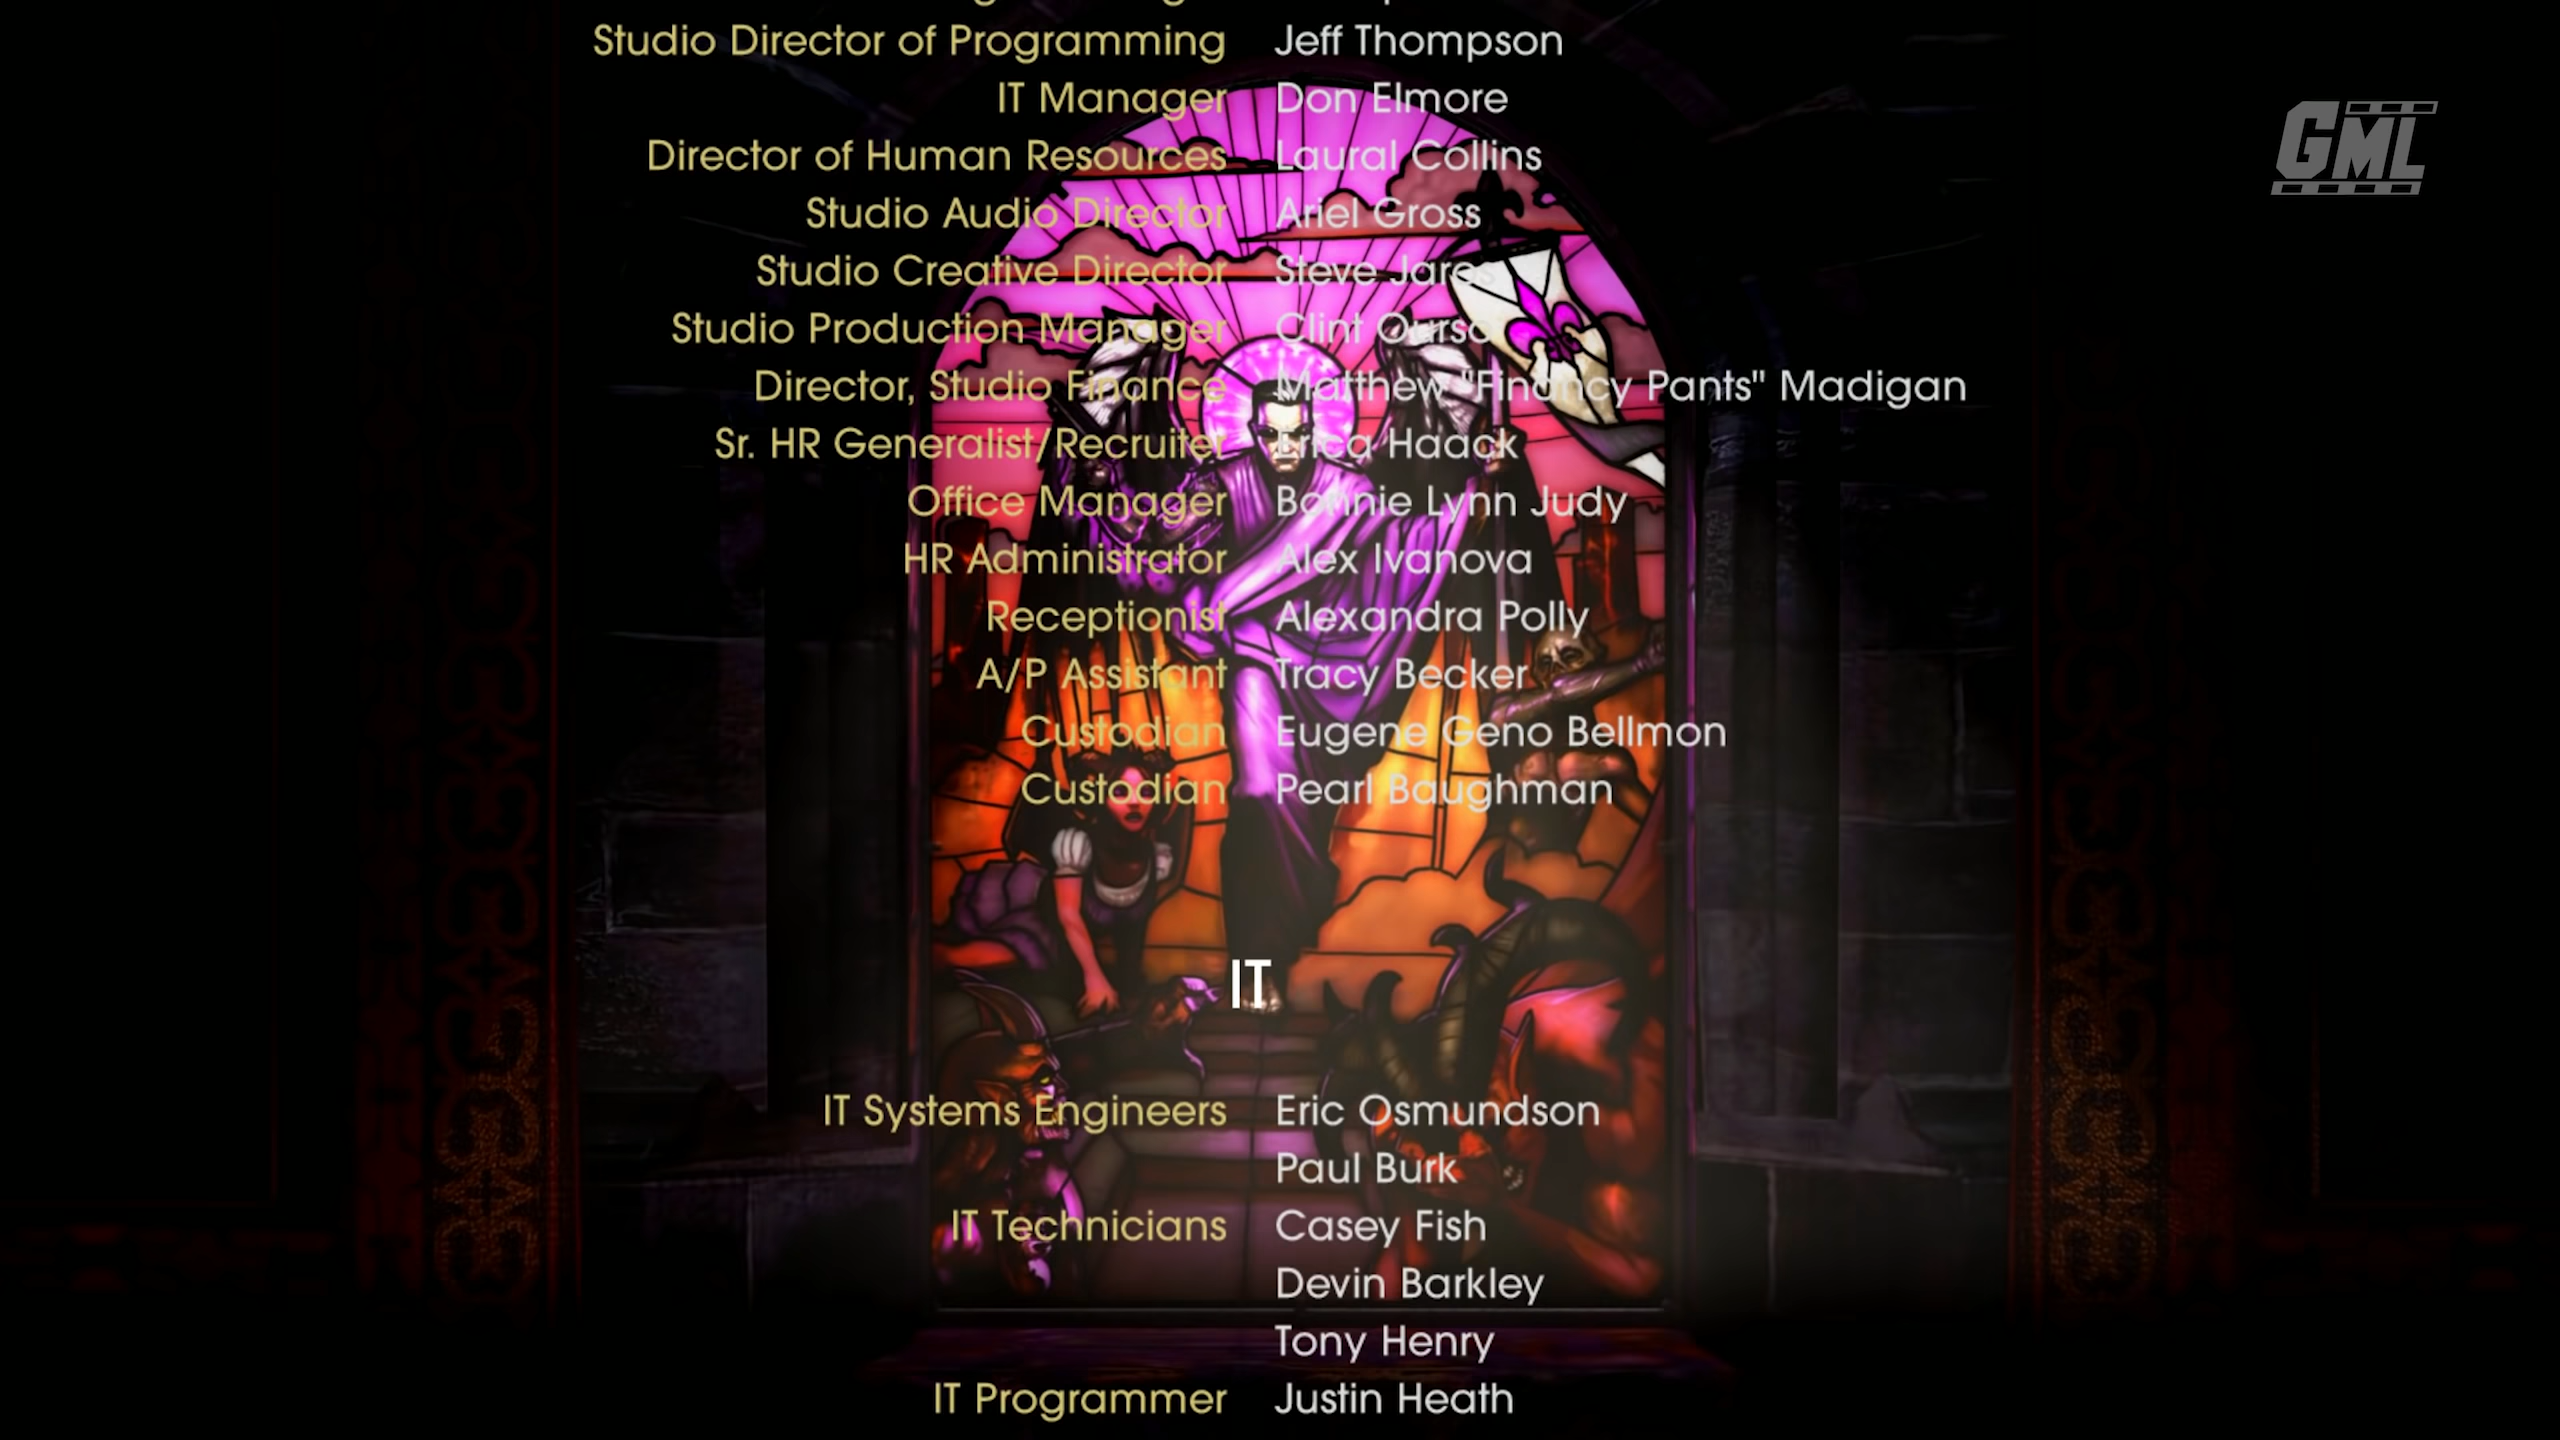 Studio Director of Programming Jeff Thompson
GML
IT Manager Don Elmore
Director of Human Resources Laural Collins
Studio Audio Director Ariel Gross
Studio Creative Director Steve Jaros
Studio Production Manager Clint Ourso
Director, Studio Finance Matthew "Financy Pants" Madigan
Sr. HR Generalist/Recruiter Erica Haack
Office Manager Bonnie Lynn Judy
HR Administrator Alex Ivanova
Receptionist Alexandra Polly
A/P Assistant Tracy Becker
Custodian Eugene Geno Bellmon
Custodian Pearl Baughman
IT
IT Systems Engineers Eric Osmundson
Paul Burk
IT Technicians Casey Fish
Devin Barkley
Tony Henry
IT Programmer Justin Heath